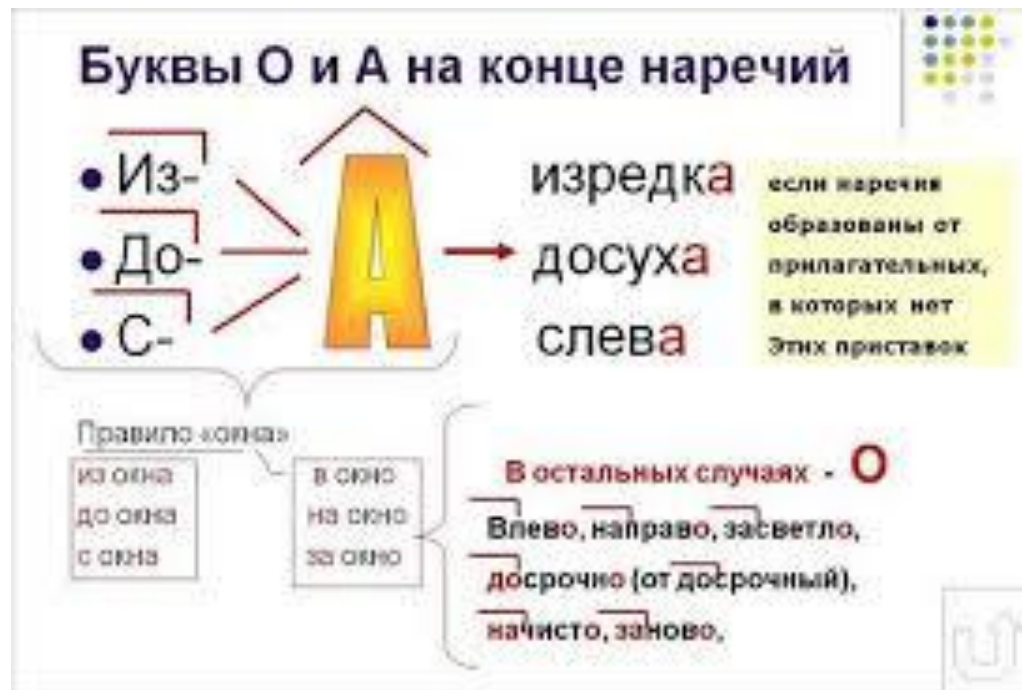 Буквы О и А на конце наречий
• Из-
• До-
• С-
А
изредка
досуха
слева
если наречия
образованы от
прилагательных,
в которых нет
Этих приставок
Правило «окна»
из окна
до окна
с окна
в окно
на окно
за окно
В остальных случаях - О
Влево, направо, засветло,
досрочно (от досрочный),
начисто, заново,